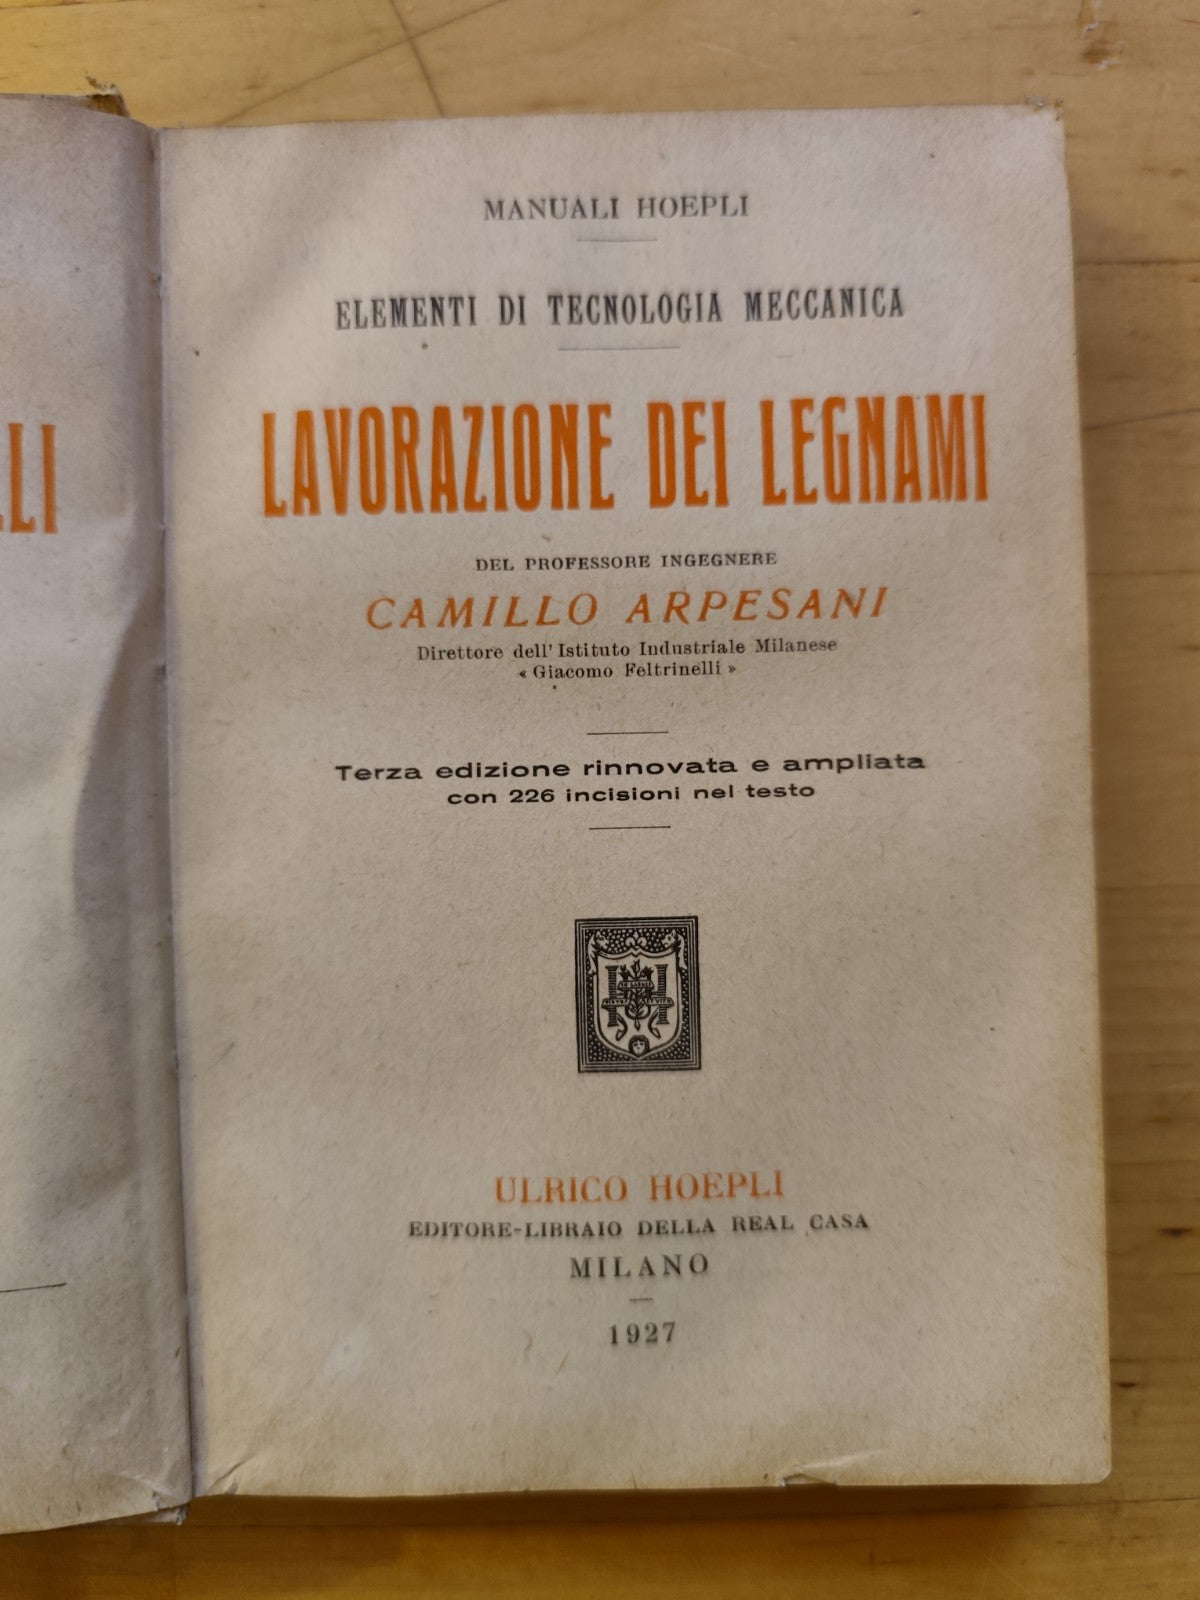 LLI
MANUALI HOEPLI
ELEMENTI DI TECNOLOGIA MECCANICA
LAVORAZIONE DEI LEGNAMI
DEL PROFESSORE INGEGNERE
CAMILLO ARPESANI
Direttore dell' Istituto Industriale Milanese
« Giacomo Feltrinelli »
Terza edizione rinnovata e ampliata
con 226 incisioni nel testo
H
ULRICO HOEPLI
EDITORE-LIBRAIO DELLA REAL CASA
MILANO
1927